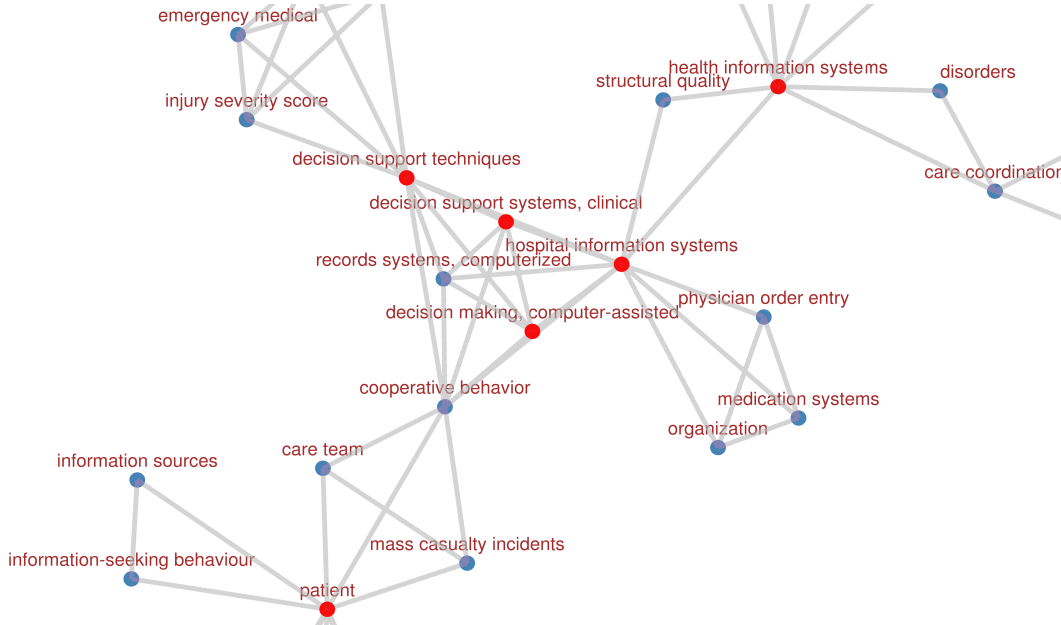 emergency medical
health information systems
structural quality
disorders
injury severity score
decision support techniques
care coordination
decision support systems, clinical
hospital information systems
records systems, computerized
physician order entry
decision making, computer-assisted
cooperative behavior
medication systems
organization
care team
information sources
mass casualty incidents
information-seeking behaviour
patient